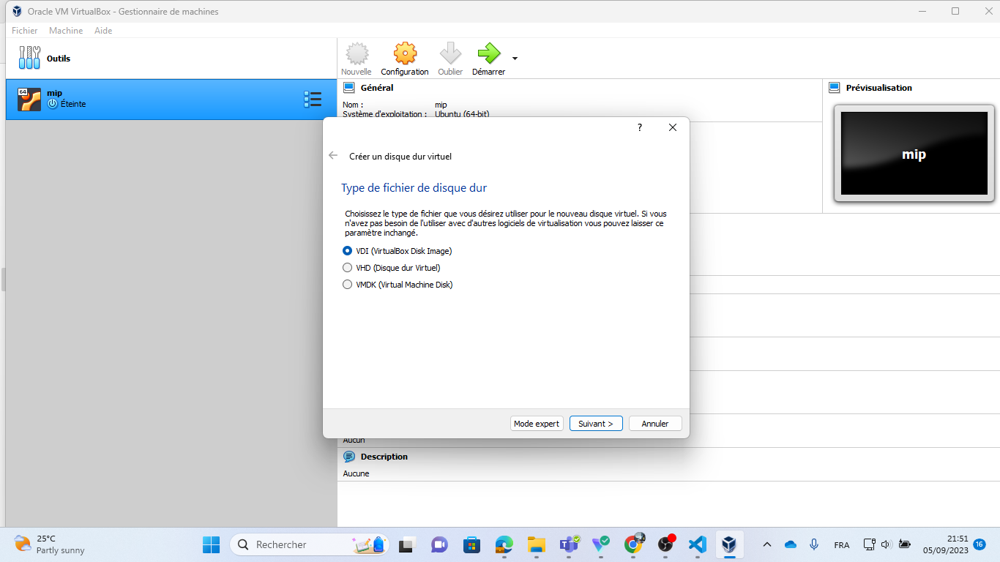 Oracle VM VirtualBox - Gestionnaire de machines
Fichier Machine Aide
Outils
Nouvelle Configuration Oublier Démarrer
64
mip
Éteinte
Général
Nom : mip
Système d'exploitation : Ubuntu (64-bit)
Prévisualisation
mip
?
Créer un disque dur virtuel
Type de fichier de disque dur
Choisissez le type de fichier que vous désirez utiliser pour le nouveau disque virtuel. Si vous
n'avez pas besoin de l'utiliser avec d'autres logiciels de virtualisation vous pouvez laisser ce
paramètre inchangé.
VDI (VirtualBox Disk Image)
VHD (Disque dur Virtuel)
VMDK (Virtual Machine Disk)
Mode expert Suivant > Annuler
Aucun
Description
Aucune
25°C
Partly sunny
Rechercher
FRA
21:51
05/09/2023
16